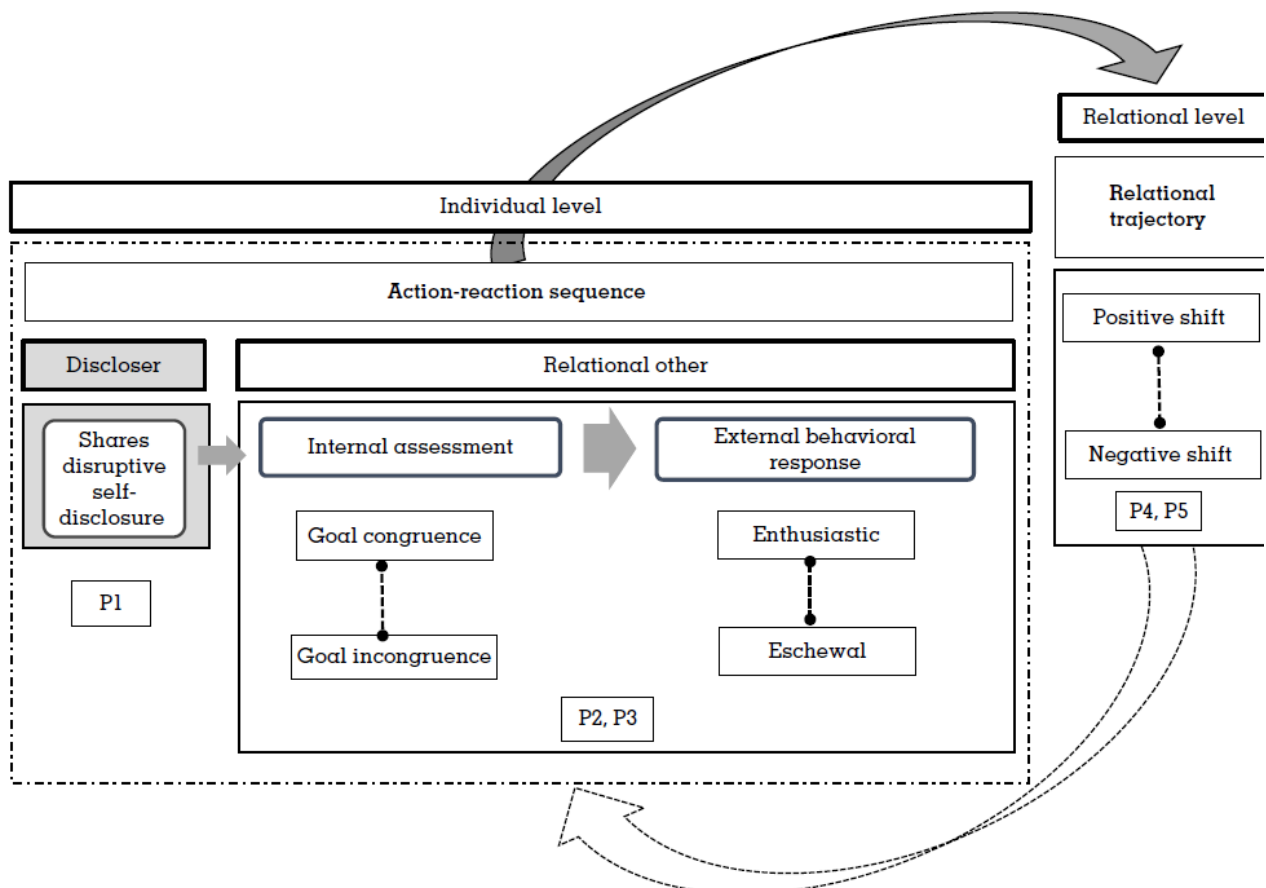 Relational level
Individual level
Relational
trajectory
Action-reaction sequence
Positive shift
Negative shift
P4, P5
Discloser
Relational other
Shares
disruptive
self-
disclosure
Internal assessment
External behavioral
response
Goal congruence
Enthusiastic
P1
Goal incongruence
Eschewal
P2, P3